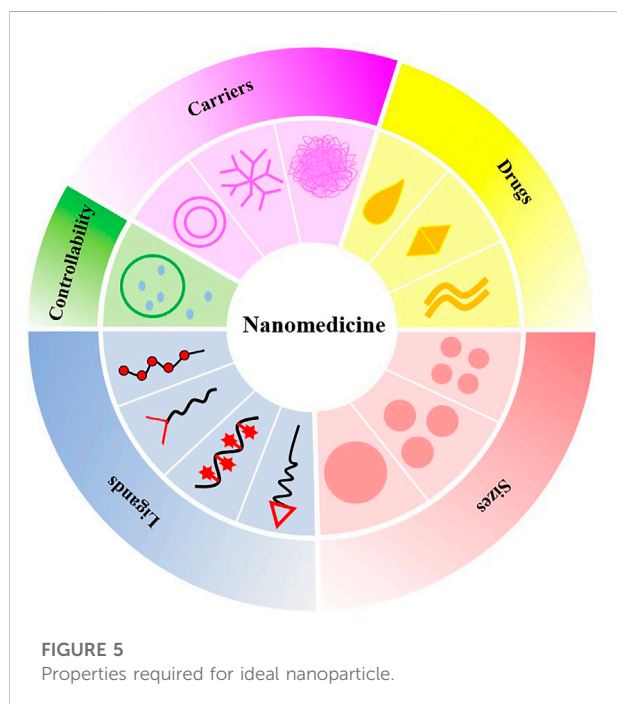 Carriers
Drugs
Controllability
Nanomedicine
Ligands
Sizes
FIGURE 5
Properties required for ideal nanoparticle.